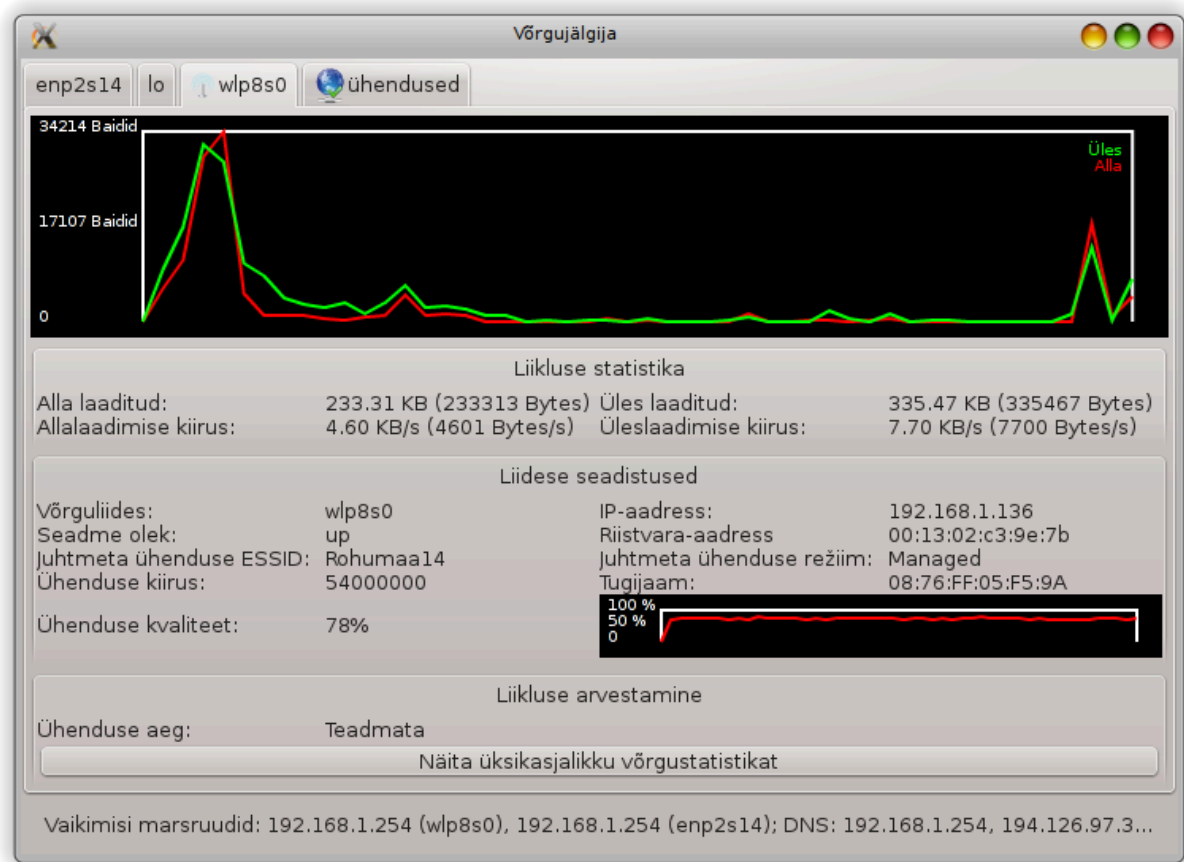 Võrgujälgija
enp2s14 lo wlp8s0 ühendused
34214 Baidid
Üles
Alla
17107 Baidid
0
Liikluse statistika
Alla laaditud: 233.31 KB (233313 Bytes) Üles laaditud: 335.47 KB (335467 Bytes)
Allalaadimise kiirus: 4.60 KB/s (4601 Bytes/s) Üleslaadimise kiirus: 7.70 KB/s (7700 Bytes/s)
Liidese seadistused
Võrguliides: wlp8s0 IP-aadress: 192.168.1.136
Seadme olek: up Riistvara-aadress 00:13:02:c3:9e:7b
Juhtmeta ühenduse ESSID: Rohumaa14 Juhtmeta ühenduse režiim: Managed
Ühenduse kiirus: 54000000 Tugijaam: 08:76:FF:05:F5:9A
100 %
50 %
0
Ühenduse kvaliteet: 78%
Liikluse arvestamine
Ühenduse aeg: Teadmata
Näita üksikasjalikku võrgustatistikat
Vaikimisi marsruudid: 192.168.1.254 (wlp8s0), 192.168.1.254 (enp2s14); DNS: 192.168.1.254, 194.126.97.3...